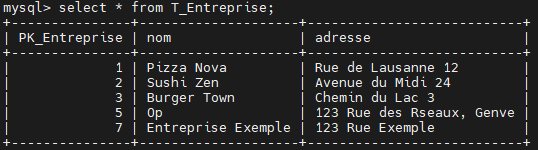 mysql> select * from T_Entreprise;
+---------------+--------------------+----------------------------+
| PK_Entreprise | nom                | adresse                    |
+---------------+--------------------+----------------------------+
|             1 | Pizza Nova         | Rue de Lausanne 12         |
|             2 | Sushi Zen          | Avenue du Midi 24          |
|             3 | Burger Town        | Chemin du Lac 3            |
|             5 | Op                 | 123 Rue des Rseaux, Genve |
|             7 | Entreprise Exemple | 123 Rue Exemple            |
+---------------+--------------------+----------------------------+